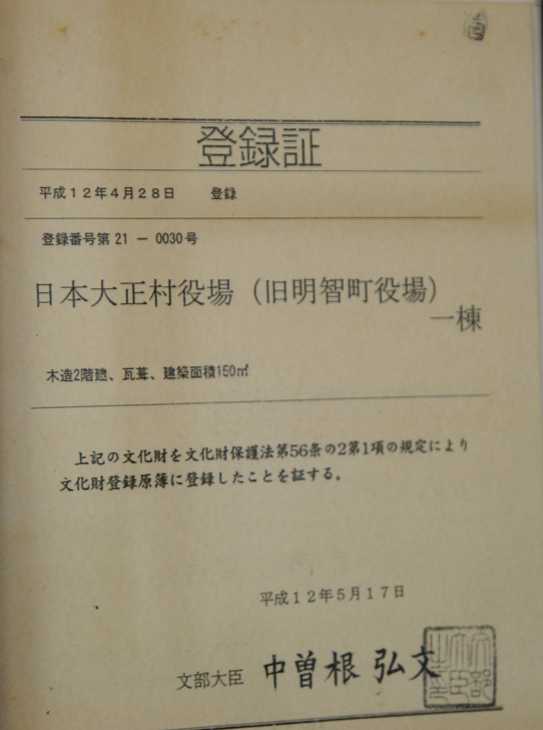 登録証
平成12年4月28日 登録
登録番号第 21 － 0030号
日本大正村役場（旧明智町役場）
一棟
木造2階建、瓦葺、建築面積150㎡
上記の文化財を文化財保護法第56条の2第1項の規定により
文化財登録原簿に登録したことを証する。
平成12年5月17日
文部大臣 中曽根 弘文